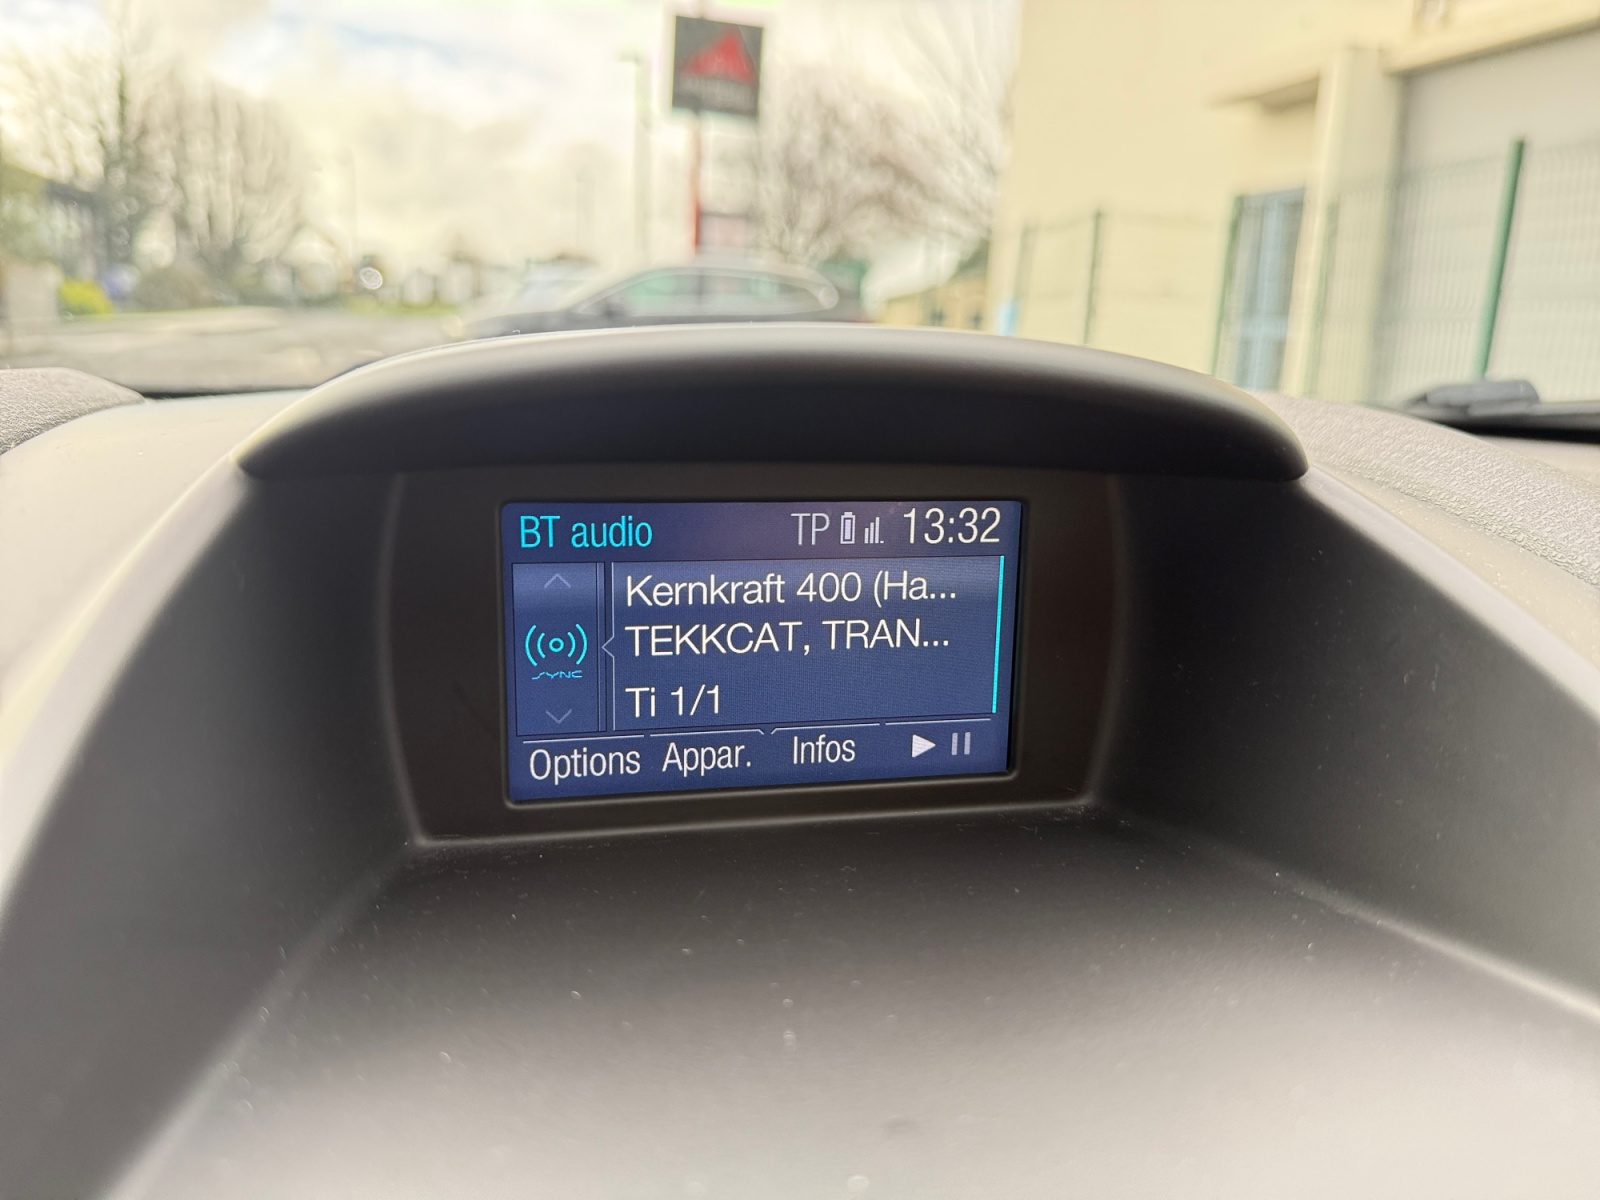 BT audio TP 13:32
Kernkraft 400 (Ha...
TEKKCAT, TRAN...
SYNC
Ti 1/1
Options Appar. Infos